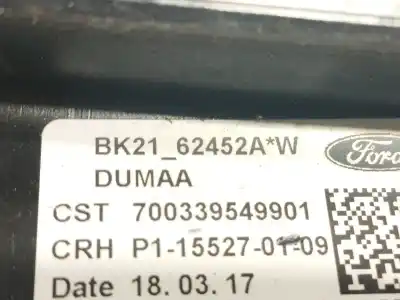 BK21_62452A*W
Ford
DUMAA
CST 700339549901
CRH P1-15527-01-09
Date 18.03.17